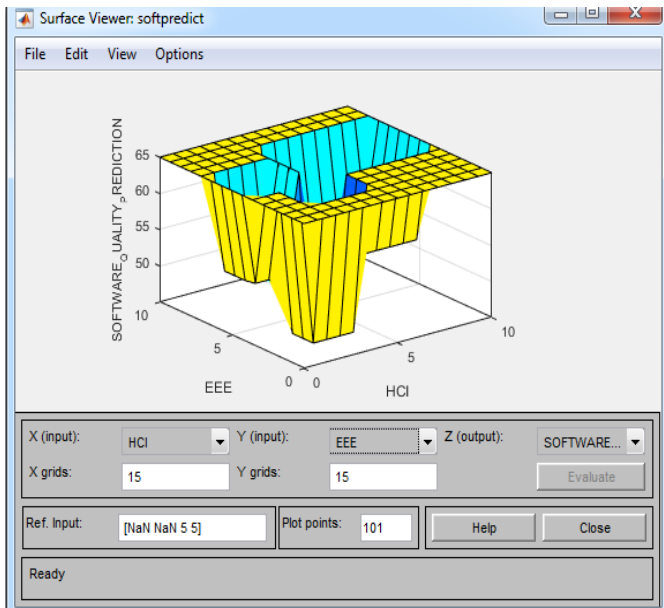 Surface Viewer: softpredict
File Edit View Options
SOFTWARE_QUALITY_PREDICTION
65
60
55
50
10
5
0
EEE
0
5
10
HCI
X (input): HCI Y (input): EEE Z (output): SOFTWARE...
X grids: 15 Y grids: 15 Evaluate
Ref. Input: [NaN NaN 5 5] Plot points: 101 Help Close
Ready